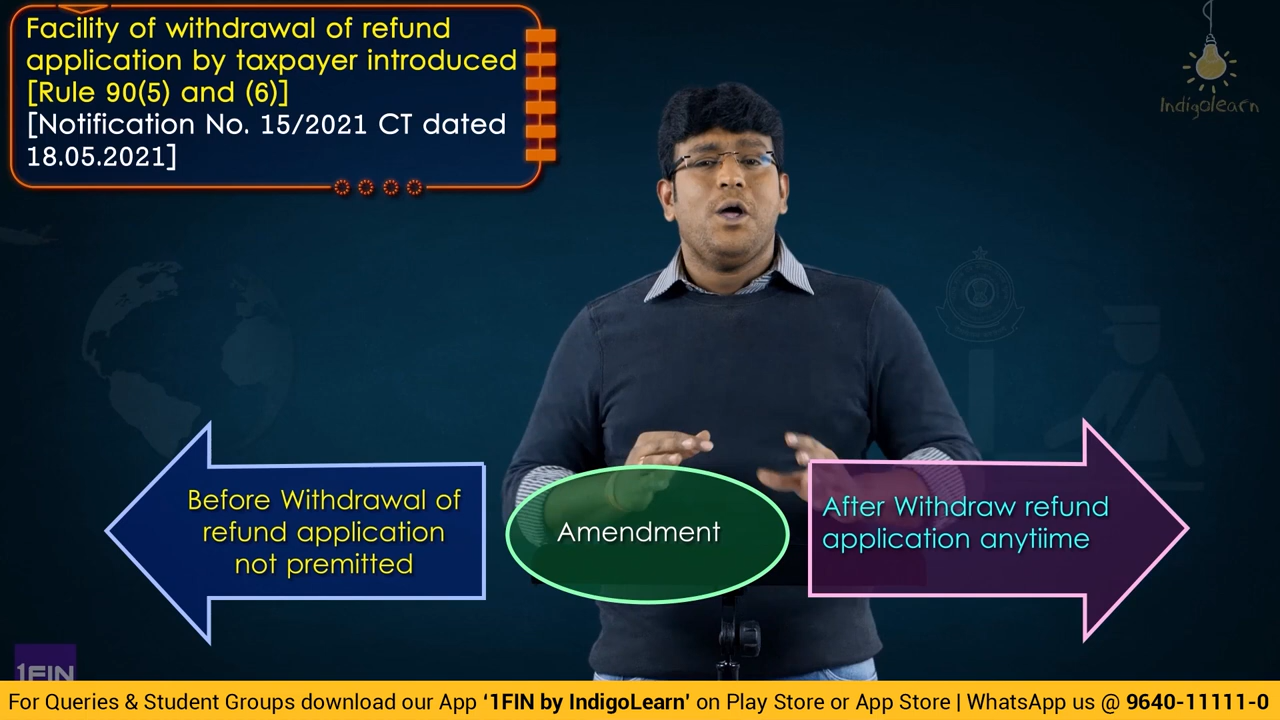 Facility of withdrawal of refund
application by taxpayer introduced
[Rule 90(5) and (6)]
[Notification No. 15/2021 CT dated
18.05.2021]
Indigolearn
Before Withdrawal of
refund application
not premitted
Amendment
After Withdraw refund
application anytiime
1FIN
For Queries & Student Groups download our App ‘1FIN by IndigoLearn’ on Play Store or App Store | WhatsApp us @ 9640-11111-0